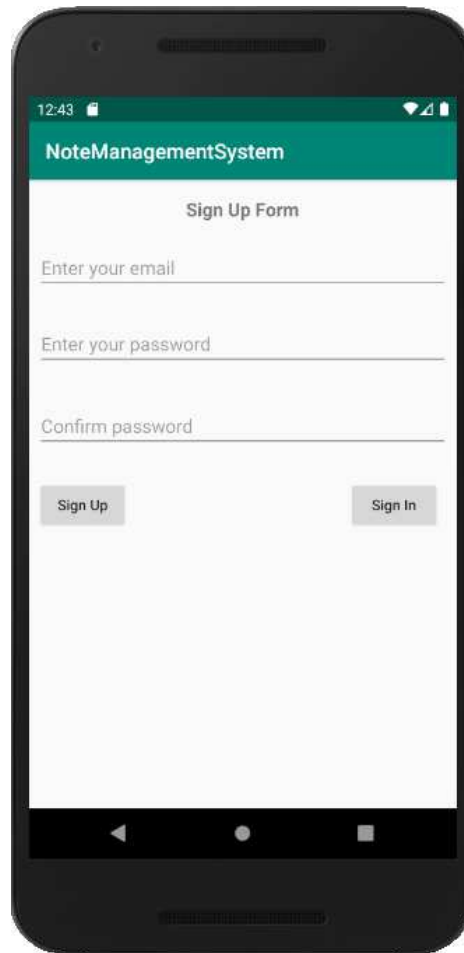 12:43
NoteManagementSystem
Sign Up Form
Enter your email
Enter your password
Confirm password
Sign Up Sign In